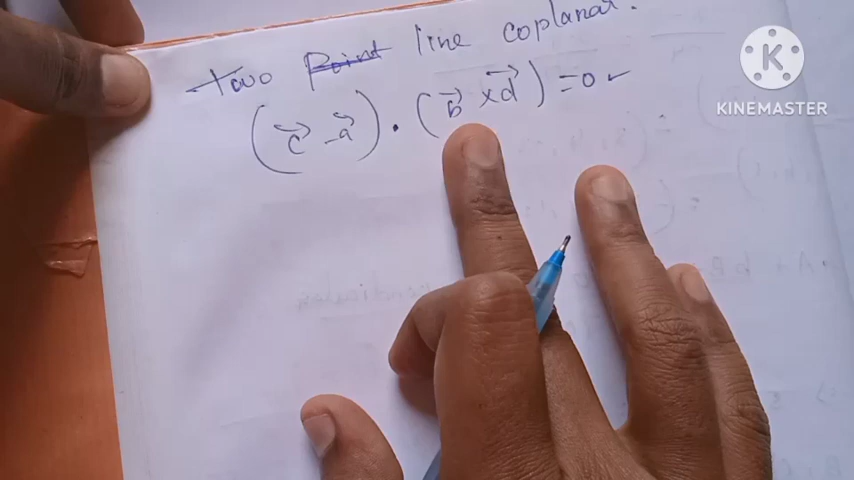 two Point line coplanar.
(c⃗ - a⃗) . (b⃗ × d⃗) = 0 ✓
KINEMASTER